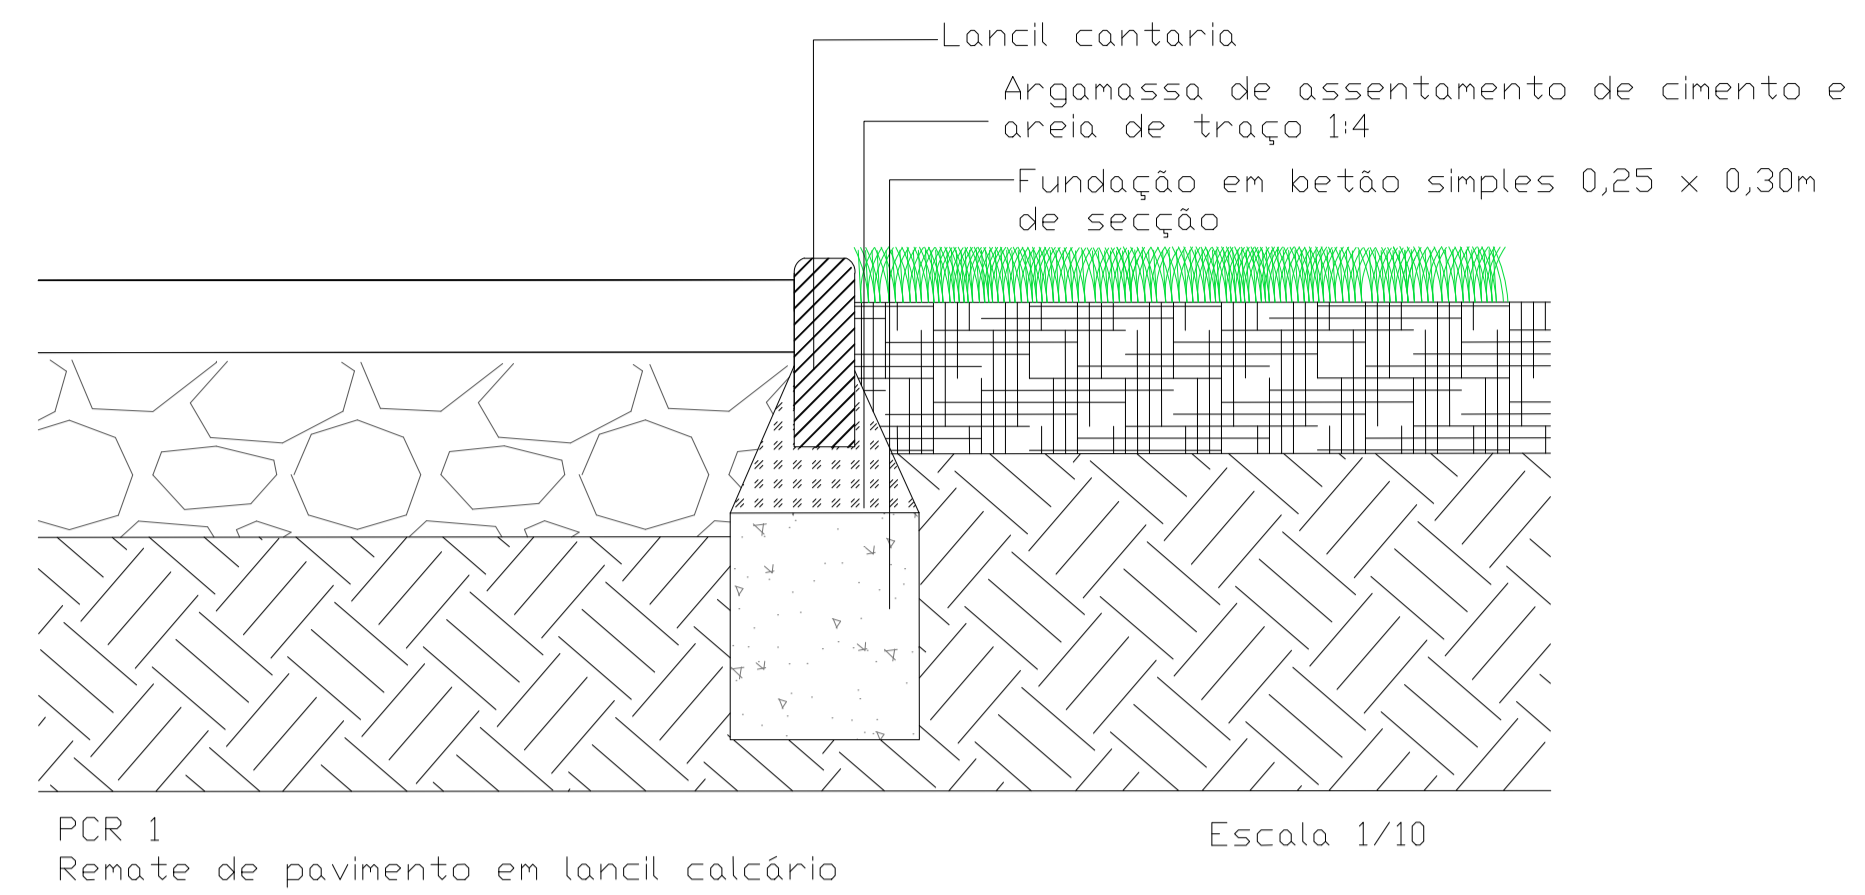 Lancil cantaria
Argamassa de assentamento de cimento e
areia de traço 1:4
Fundação em betão simples 0,25 x 0,30m
de secção
PCR 1
Remate de pavimento em lancil calcário
Escala 1/10